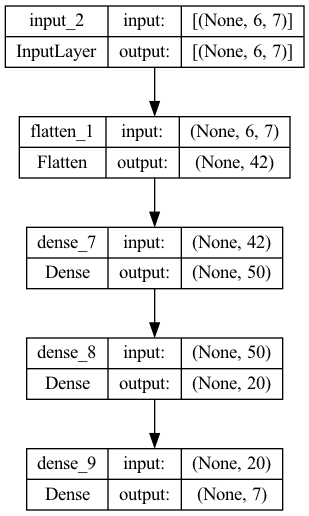 input_2 input: [(None, 6, 7)]
InputLayer output: [(None, 6, 7)]
flatten_1 input: (None, 6, 7)
Flatten output: (None, 42)
dense_7 input: (None, 42)
Dense output: (None, 50)
dense_8 input: (None, 50)
Dense output: (None, 20)
dense_9 input: (None, 20)
Dense output: (None, 7)